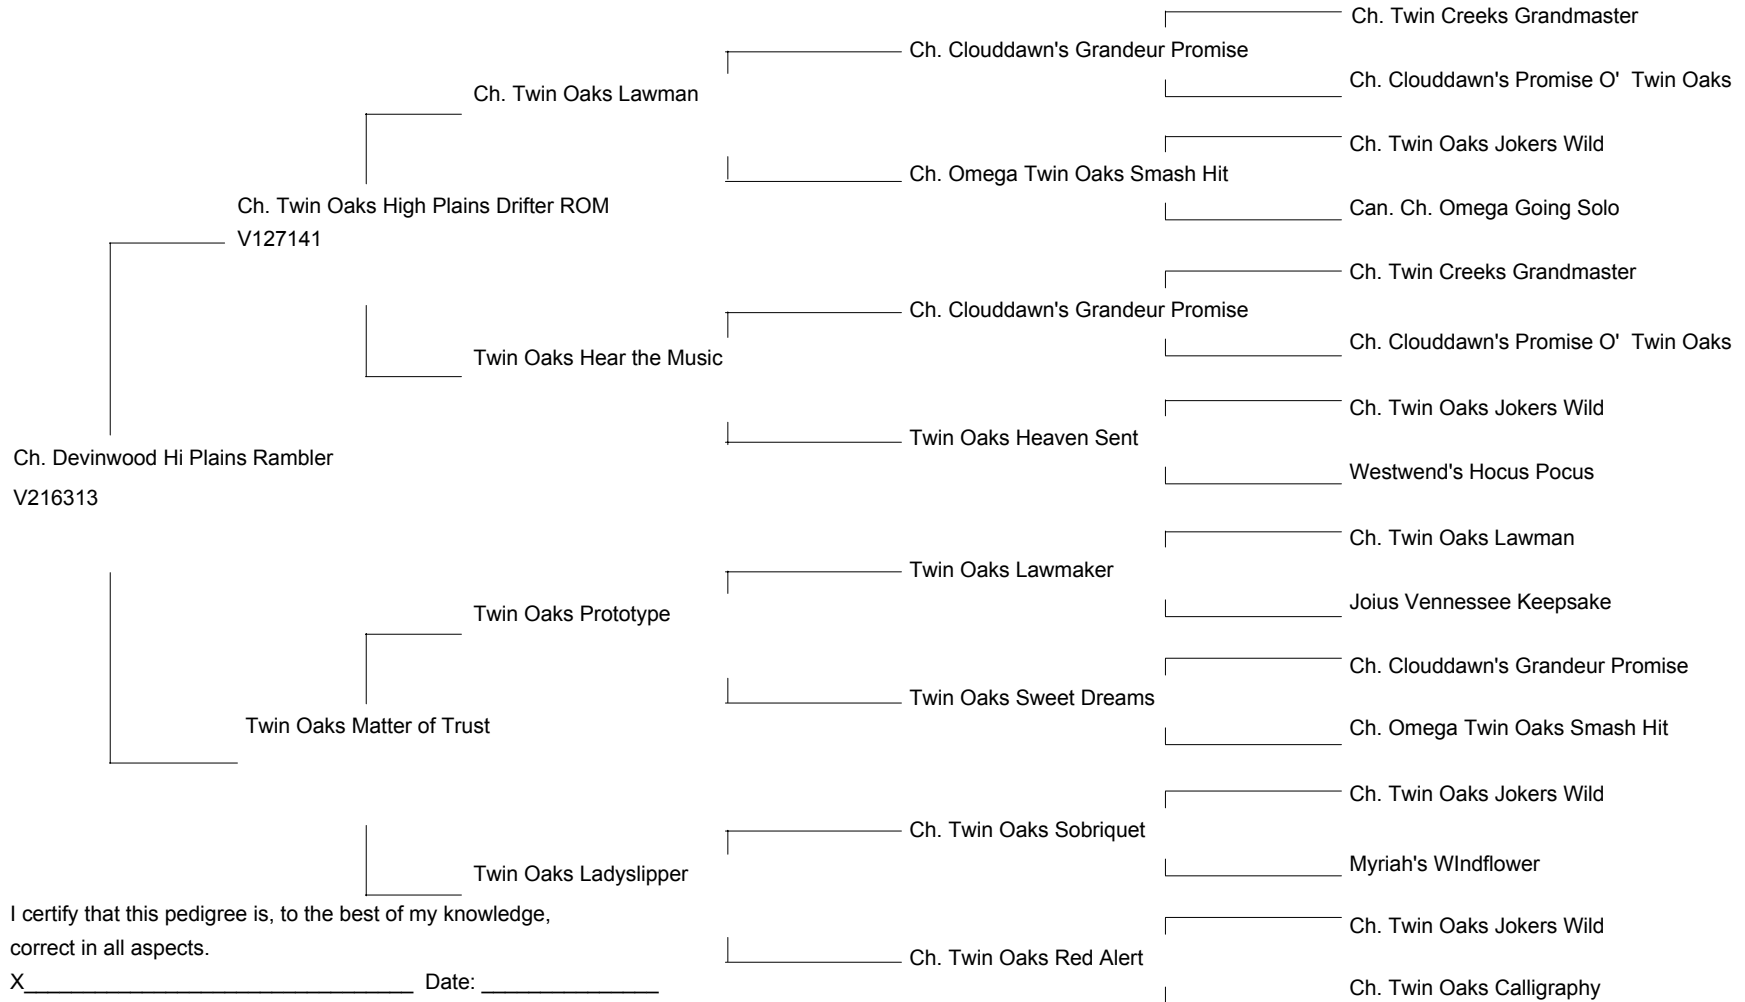 Ch. Twin Creeks Grandmaster
Ch. Clouddawn's Grandeur Promise
Ch. Clouddawn's Promise O'  Twin Oaks
Ch. Twin Oaks Lawman
Ch. Twin Oaks Jokers Wild
Ch. Omega Twin Oaks Smash Hit
Can. Ch. Omega Going Solo
Ch. Twin Oaks High Plains Drifter ROM
V127141
Ch. Twin Creeks Grandmaster
Ch. Clouddawn's Grandeur Promise
Ch. Clouddawn's Promise O'  Twin Oaks
Twin Oaks Hear the Music
Ch. Twin Oaks Jokers Wild
Twin Oaks Heaven Sent
Westwend's Hocus Pocus
Ch. Devinwood Hi Plains Rambler
V216313
Ch. Twin Oaks Lawman
Twin Oaks Lawmaker
Joius Vennessee Keepsake
Twin Oaks Prototype
Ch. Clouddawn's Grandeur Promise
Twin Oaks Sweet Dreams
Ch. Omega Twin Oaks Smash Hit
Twin Oaks Matter of Trust
Ch. Twin Oaks Jokers Wild
Ch. Twin Oaks Sobriquet
Myriah's WIndflower
Twin Oaks Ladyslipper
Ch. Twin Oaks Jokers Wild
Ch. Twin Oaks Red Alert
Ch. Twin Oaks Calligraphy
I certify that this pedigree is, to the best of my knowledge,
correct in all aspects.
X_________________________________ Date: _______________